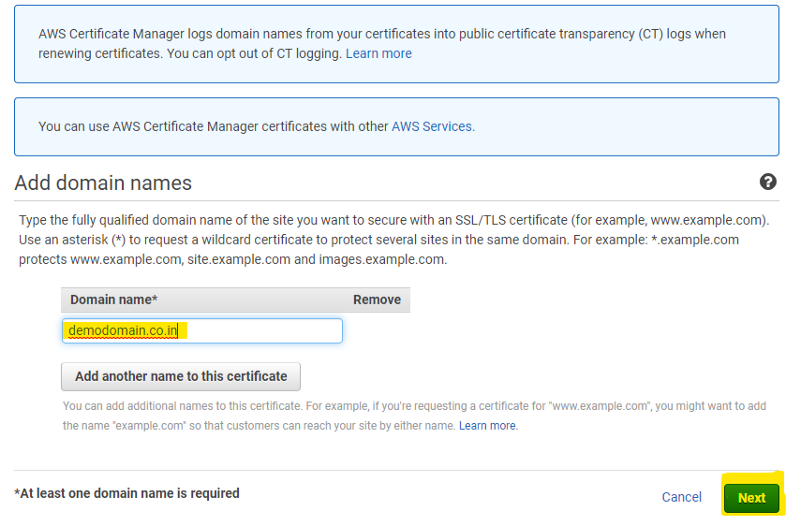 AWS Certificate Manager logs domain names from your certificates into public certificate transparency (CT) logs when
renewing certificates. You can opt out of CT logging. Learn more
You can use AWS Certificate Manager certificates with other AWS Services.
Add domain names
?
Type the fully qualified domain name of the site you want to secure with an SSL/TLS certificate (for example, www.example.com).
Use an asterisk (*) to request a wildcard certificate to protect several sites in the same domain. For example: *.example.com
protects www.example.com, site.example.com and images.example.com.
Domain name* Remove
demodomain.co.in
Add another name to this certificate
You can add additional names to this certificate. For example, if you're requesting a certificate for "www.example.com", you might want to add
the name "example.com" so that customers can reach your site by either name. Learn more.
*At least one domain name is required
Cancel Next